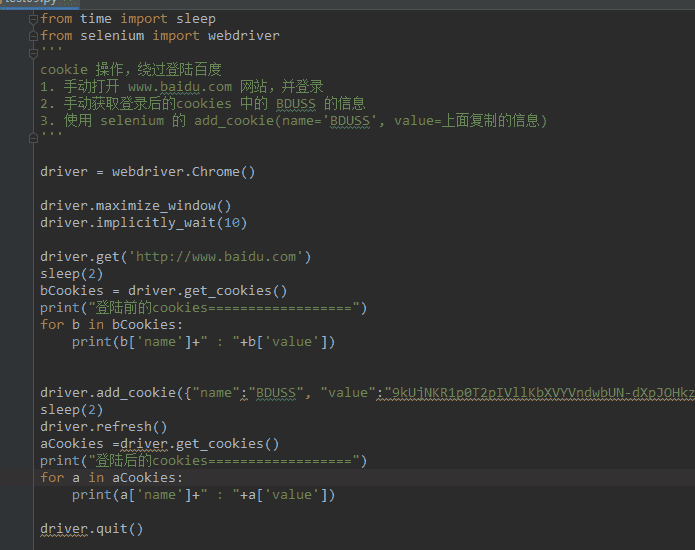 from time import sleep
from selenium import webdriver
'''
cookie 操作，绕过登陆百度
1. 手动打开 www.baidu.com 网站，并登录
2. 手动获取登录后的cookies 中的 BDUSS 的信息
3. 使用 selenium 的 add_cookie(name='BDUSS', value=上面复制的信息)
'''
driver = webdriver.Chrome()
driver.maximize_window()
driver.implicitly_wait(10)
driver.get('http://www.baidu.com')
sleep(2)
bCookies = driver.get_cookies()
print("登陆前的cookies==================")
for b in bCookies:
print(b['name']+" : "+b['value'])
driver.add_cookie({"name":"BDUSS", "value":"9kUjNKR1p0T2pIVllKbXVYVndwbUN-dXpJOHkz
sleep(2)
driver.refresh()
aCookies =driver.get_cookies()
print("登陆后的cookies==================")
for a in aCookies:
print(a['name']+" : "+a['value'])
driver.quit()